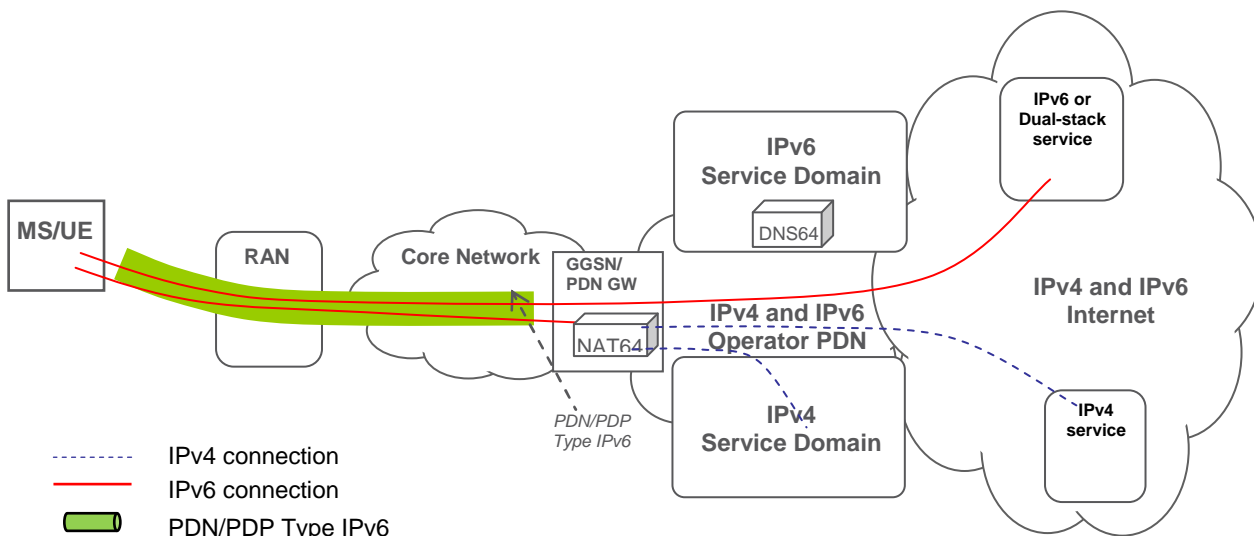 MS/UE
RAN
Core Network
GGSN/
PDN GW
NAT64
IPv6
Service Domain
DNS64
IPv4 and IPv6
Operator PDN
IPv4
Service Domain
IPv6 or
Dual-stack
service
IPv4 and IPv6
Internet
IPv4
service
PDN/PDP
Type IPv6
IPv4 connection
IPv6 connection
PDN/PDP Type IPv6